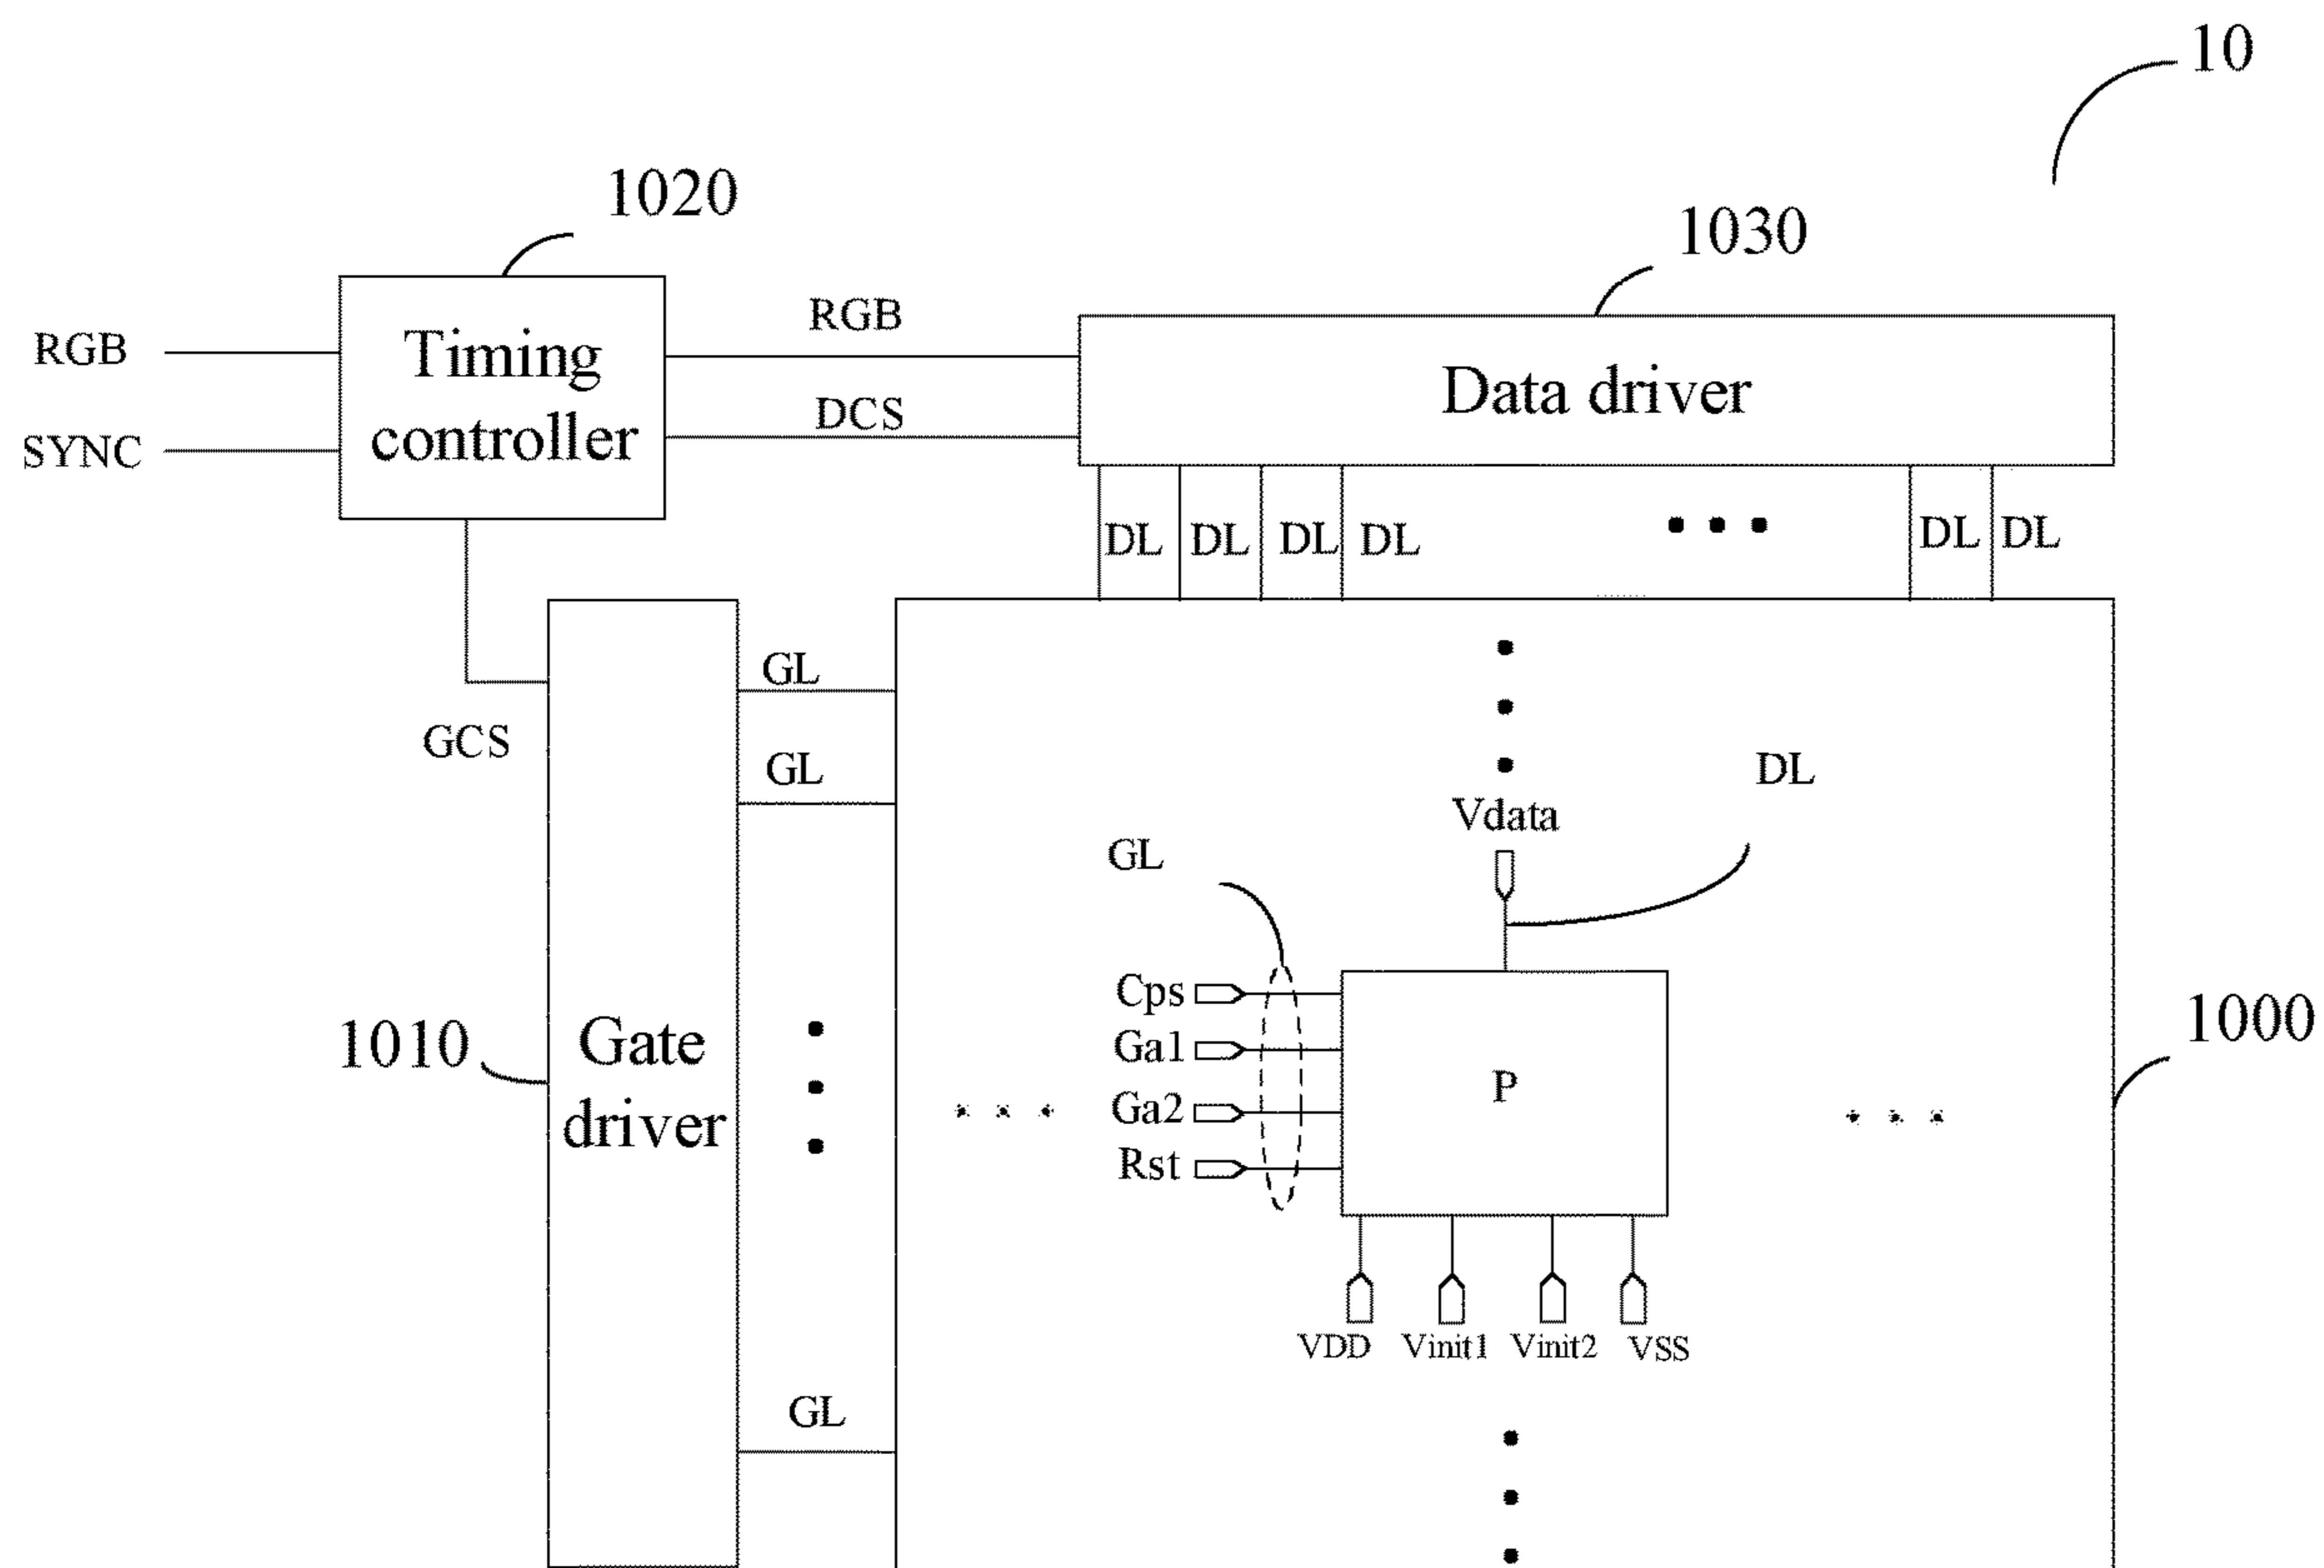 10
1020
1030
RGB
Timing
controller
RGB
Data driver
SYNC
DCS
DL DL DL DL DL DL
GL
GCS
GL
DL
Vdata
GL
Cps
1010
Gate
driver
Ga1
P
1000
Ga2
Rst
VDD Vinit1 Vinit2 VSS
GL